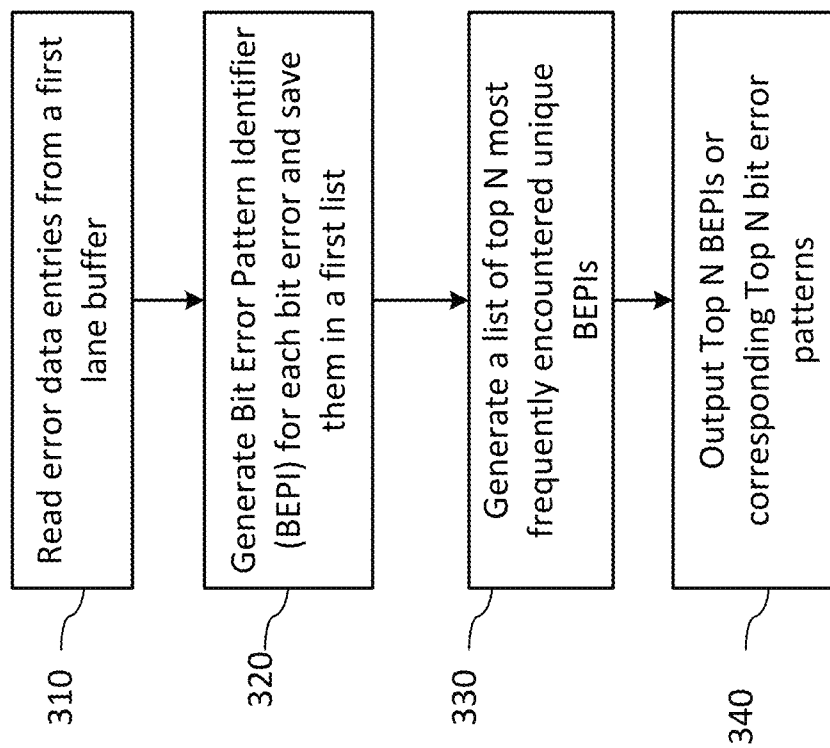 310
Read error data entries from a first
lane buffer
320
Generate Bit Error Pattern Identifier
(BEPI) for each bit error and save
them in a first list
330
Generate a list of top N most
frequently encountered unique
BEPIs
340
Output Top N BEPIs or
corresponding Top N bit error
patterns